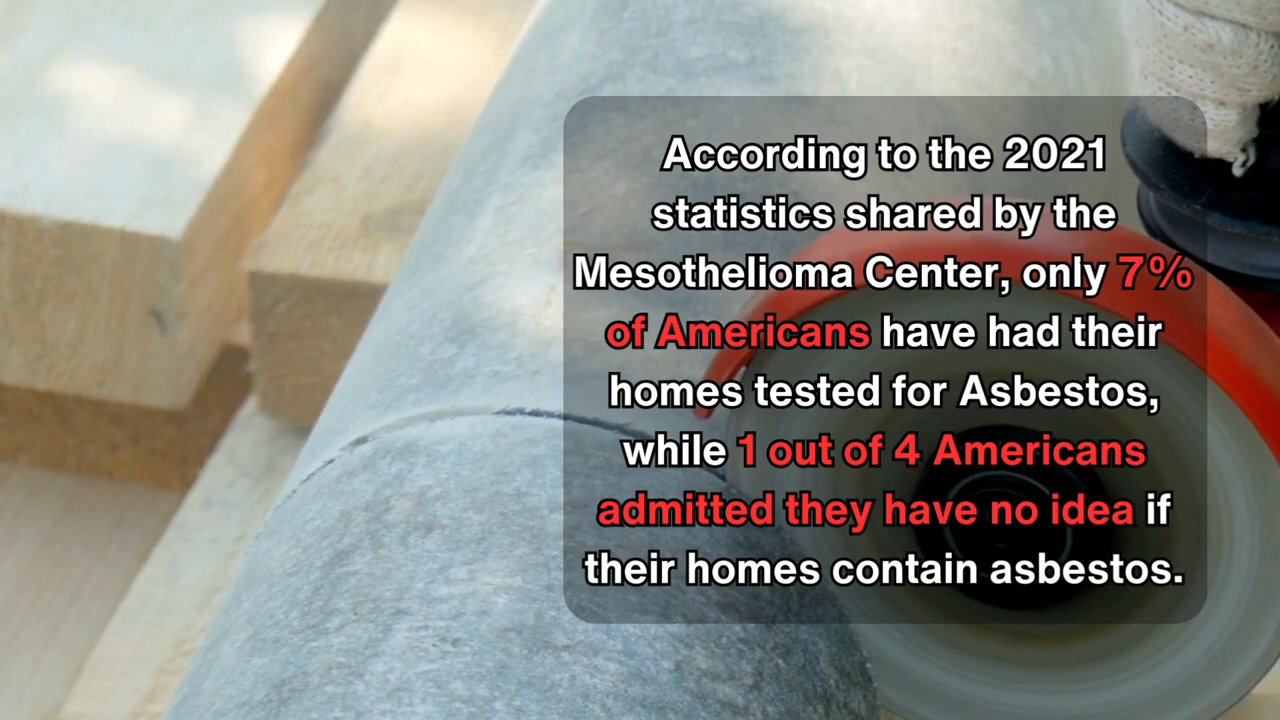 According to the 2021
statistics shared by the
Mesothelioma Center, only 7%
of Americans have had their
homes tested for Asbestos,
while 1 out of 4 Americans
admitted they have no idea if
their homes contain asbestos.